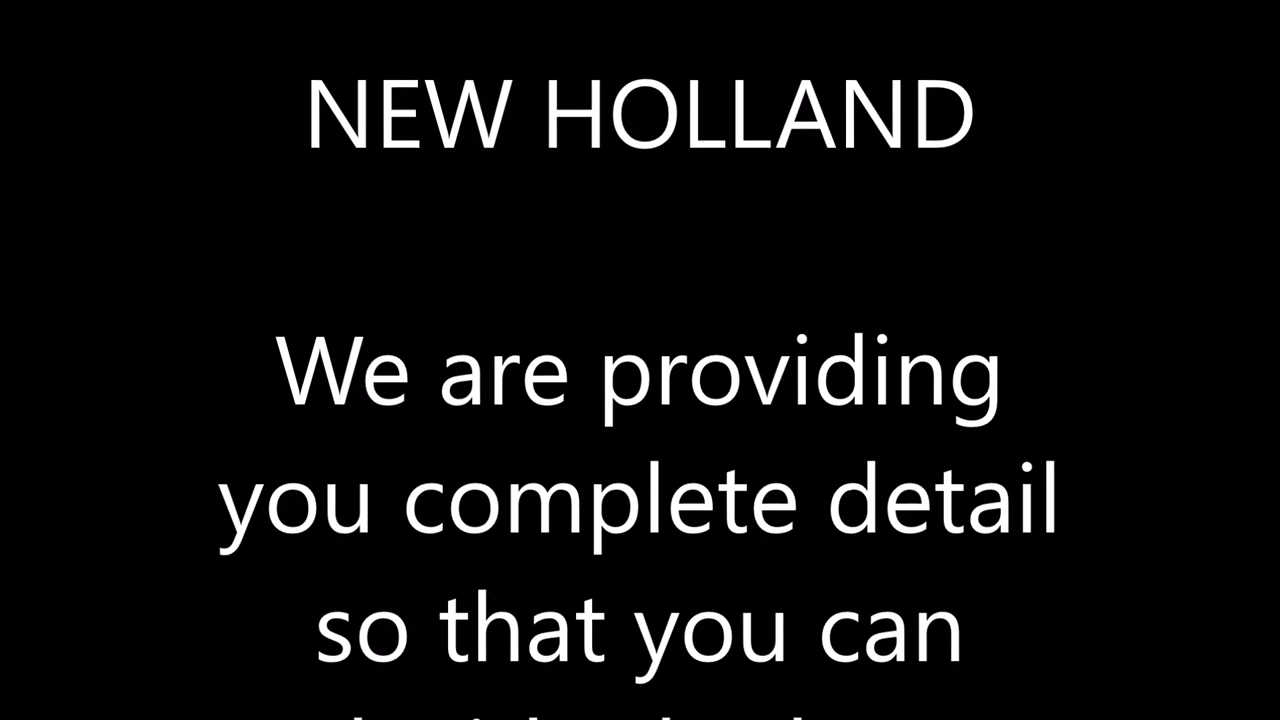 NEW HOLLAND
We are providing
you complete detail
so that you can